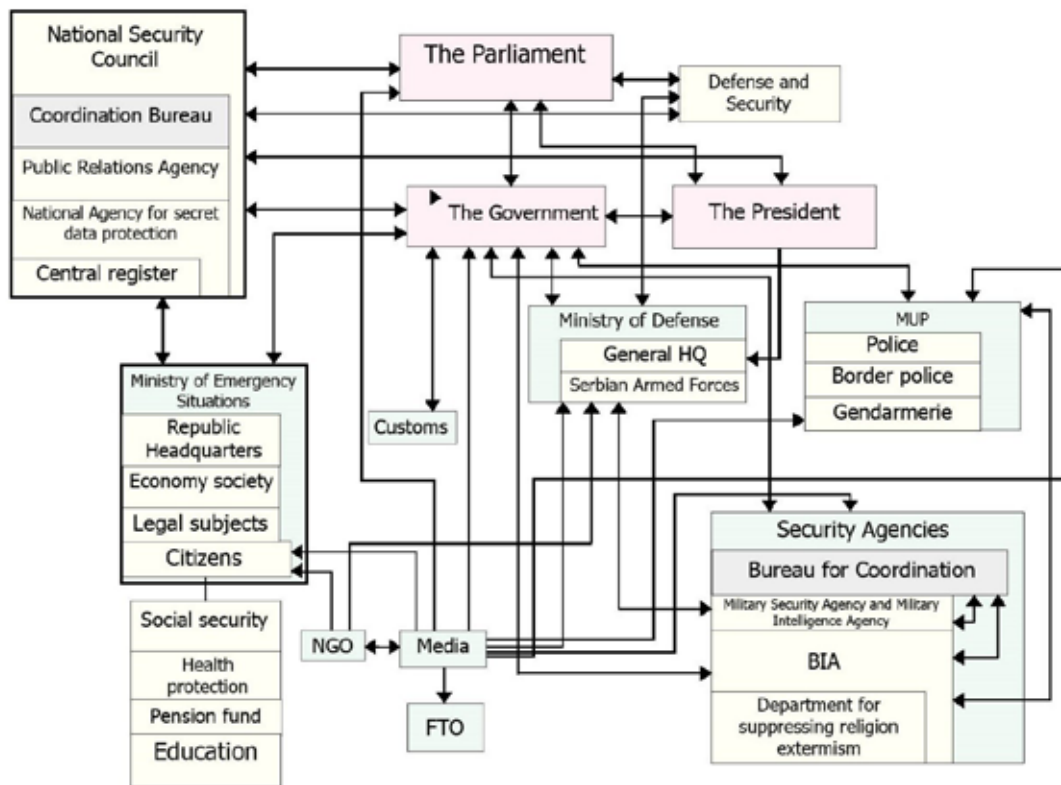 National Security
Council
Coordination Bureau
Public Relations Agency
National Agency for secret
data protection
Central register
The Parliament
Defense and
Security
The Government
The President
Ministry of Defense
General HQ
Serbian Armed Forces
MUP
Police
Border police
Gendarmerie
Ministry of Emergency
Situations
Republic
Headquarters
Economy society
Legal subjects
Citizens
Customs
Social security
Health
protection
Pension fund
Education
NGO
Media
FTO
Security Agencies
Bureau for Coordination
Military Security Agency and Military
Intelligence Agency
BIA
Department for
suppressing religion
extermism